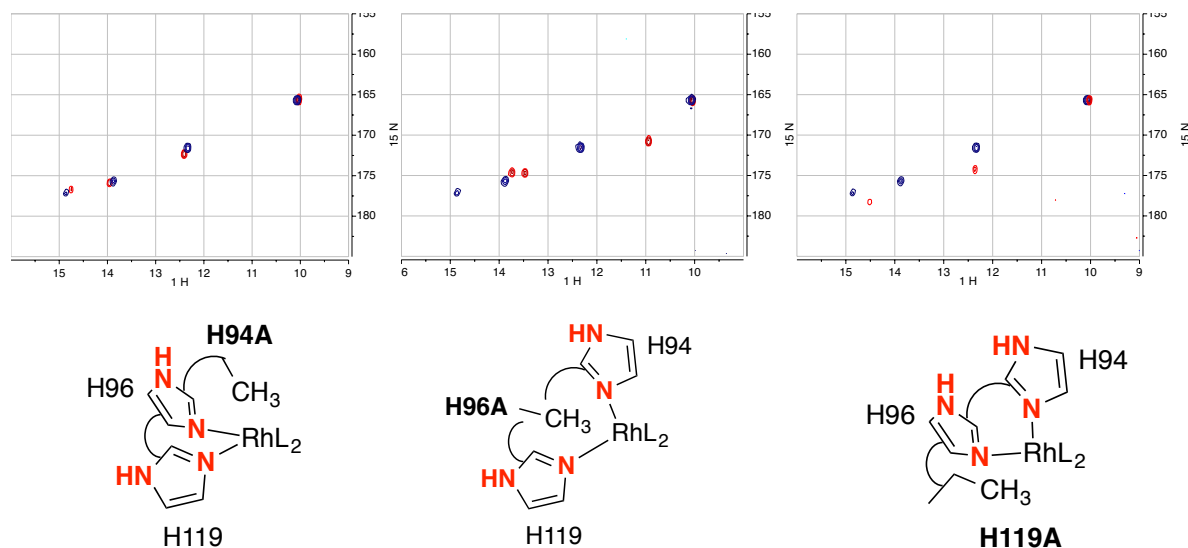 155
160
165
170
175
180
15 14 13 12 11 10 9
1 H
15 N
155
160
165
170
175
180
6 15 14 13 12 11 10
1 H
15 N
155
160
165
170
175
180
15 14 13 12 11 10 9
1 H
15 N
H94A
H
N
H96
CH3
N
RhL2
HN
N
H119
HN
H94
N
H96A
CH3
RhL2
HN
N
H119
HN
H94
H
N
H96
N
N
RhL2
CH3
H119A